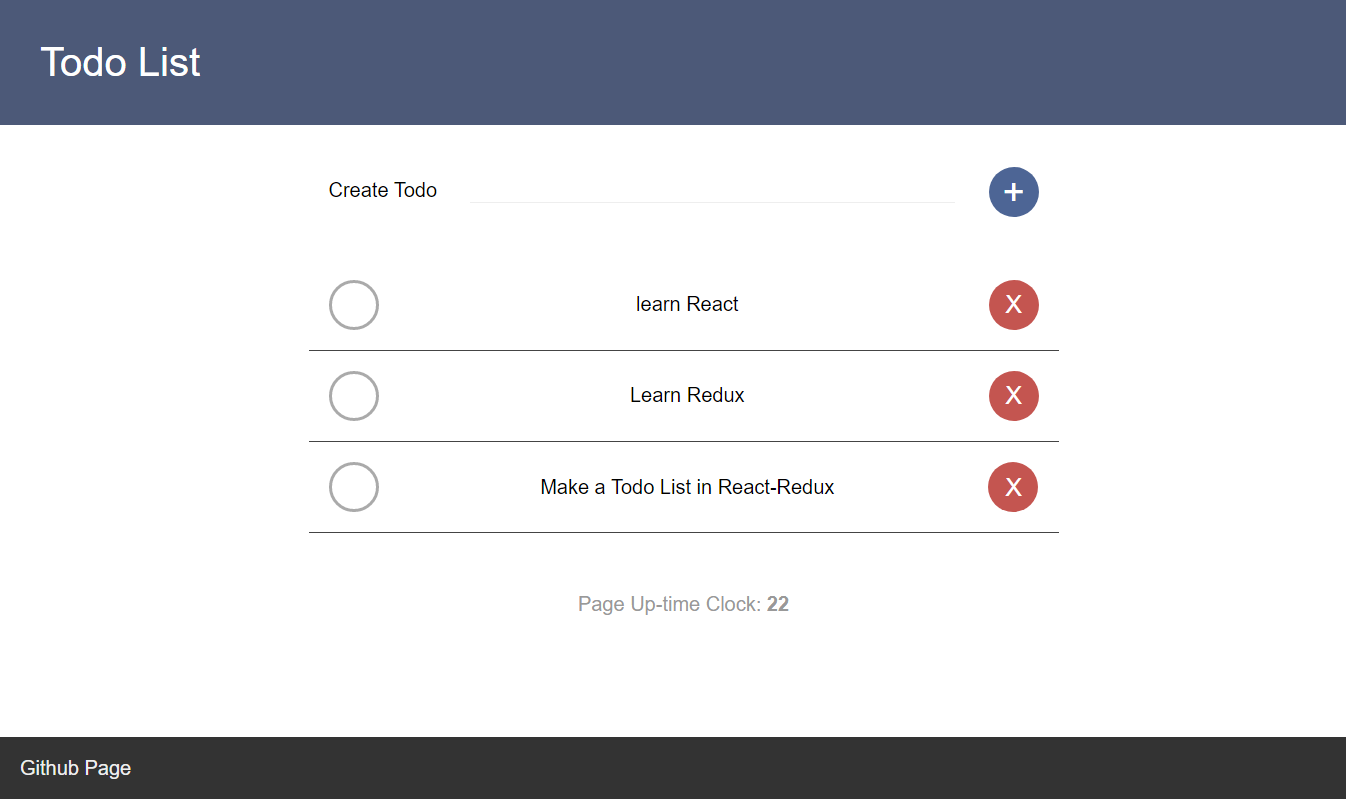 Todo List
Create Todo +
learn React X
Learn Redux X
Make a Todo List in React-Redux X
Page Up-time Clock: 22
Github Page